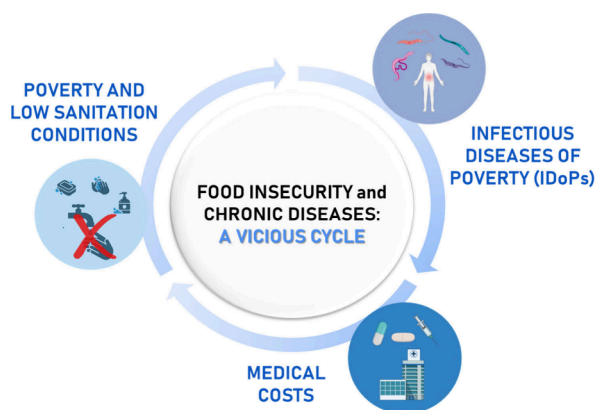 POVERTY AND
LOW SANITATION
CONDITIONS
INFECTIOUS
DISEASES OF
POVERTY (IDoPs)
FOOD INSECURITY and
CHRONIC DISEASES:
A VICIOUS CYCLE
MEDICAL
COSTS